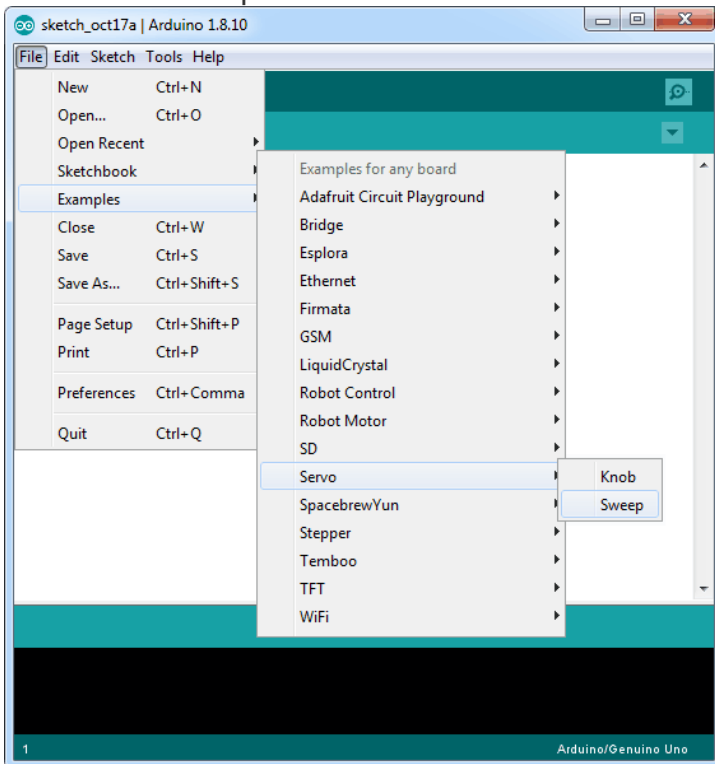 sketch_oct17a | Arduino 1.8.10
File Edit Sketch Tools Help
New Ctrl+N
Open... Ctrl+O
Open Recent
Sketchbook
Examples
Close Ctrl+W
Save Ctrl+S
Save As... Ctrl+Shift+S
Page Setup Ctrl+Shift+P
Print Ctrl+P
Preferences Ctrl+Comma
Quit Ctrl+Q
Examples for any board
Adafruit Circuit Playground
Bridge
Esplora
Ethernet
Firmata
GSM
LiquidCrystal
Robot Control
Robot Motor
SD
Servo
SpacebrewYun
Stepper
Temboo
TFT
WiFi
Knob
Sweep
1 Arduino/Genuino Uno